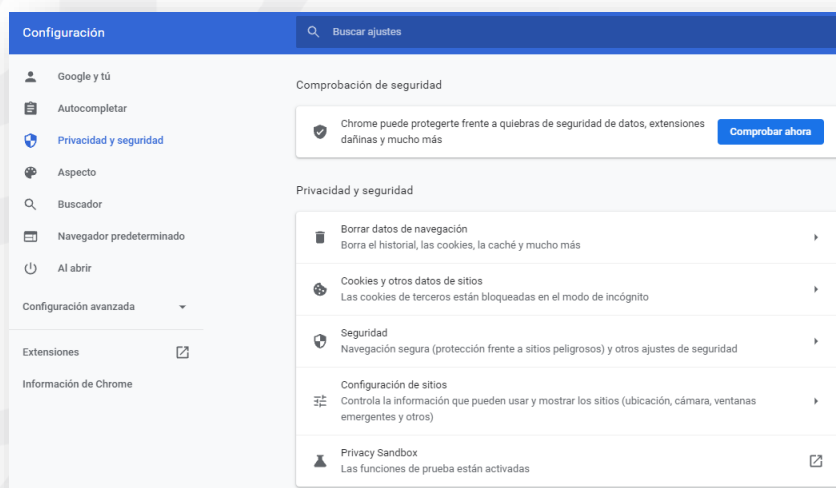 Configuración
Buscar ajustes
Google y tú
Autocompletar
Privacidad y seguridad
Aspecto
Buscador
Navegador predeterminado
Al abrir
Configuración avanzada
Extensiones
Información de Chrome
Comprobación de seguridad
Chrome puede protegerte frente a quiebras de seguridad de datos, extensiones
dañinas y mucho más
Comprobar ahora
Privacidad y seguridad
Borrar datos de navegación
Borra el historial, las cookies, la caché y mucho más
Cookies y otros datos de sitios
Las cookies de terceros están bloqueadas en el modo de incógnito
Seguridad
Navegación segura (protección frente a sitios peligrosos) y otros ajustes de seguridad
Configuración de sitios
Controla la información que pueden usar y mostrar los sitios (ubicación, cámara, ventanas
emergentes y otros)
Privacy Sandbox
Las funciones de prueba están activadas